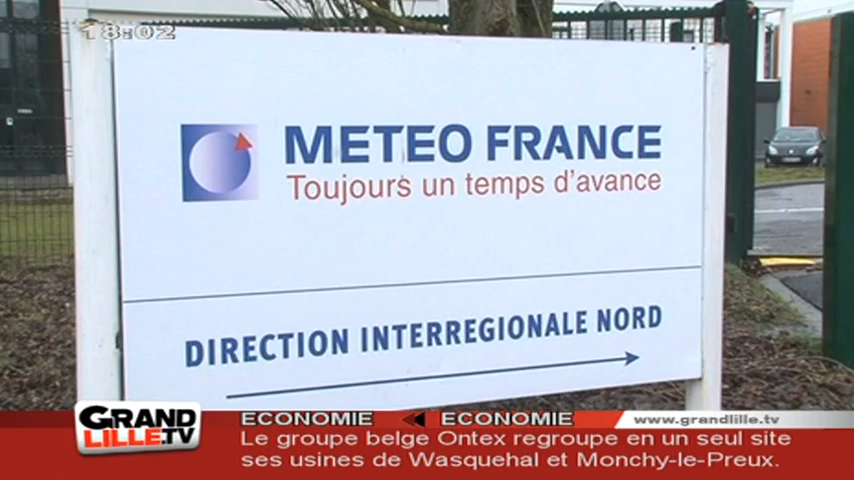 18:02
METEO FRANCE
Toujours un temps d'avance
DIRECTION INTERREGIONALE NORD
GRAND
LILLE.TV
ECONOMIE ECONOMIE www.grandlille.tv
Le groupe belge Ontex regroupe en un seul site
ses usines de Wasquehal et Monchy-le-Preux.